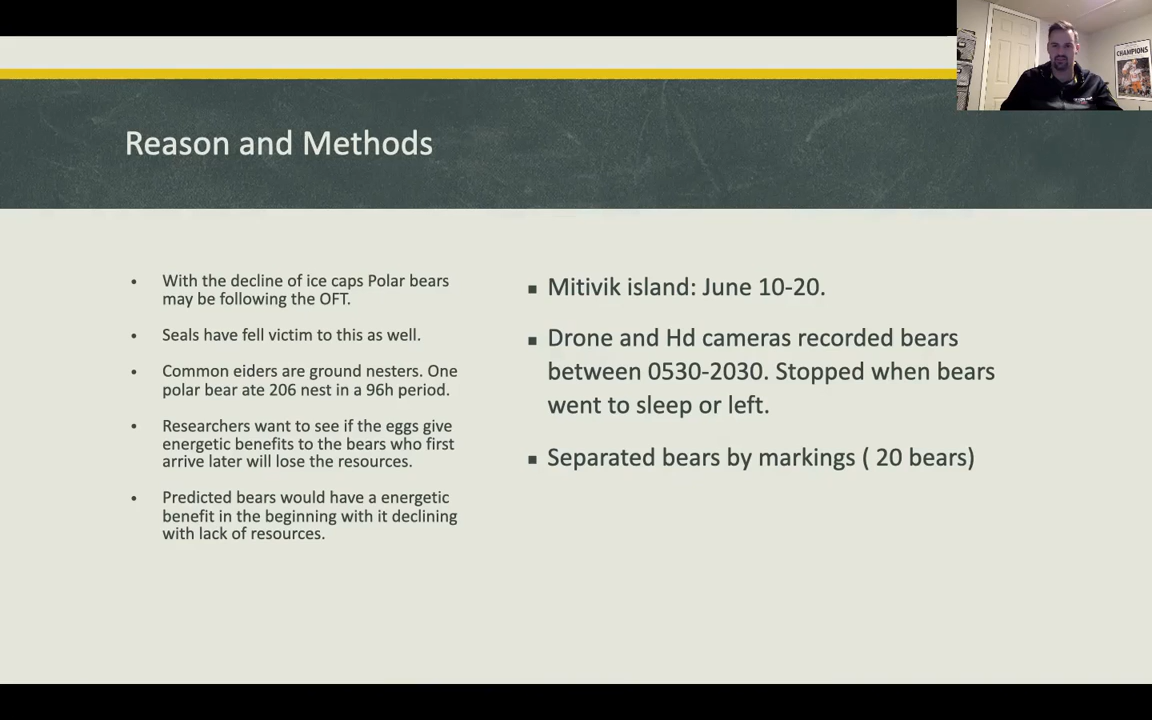 CHAMPIONS
Reason and Methods
• With the decline of ice caps Polar bears
may be following the OFT.
• Seals have fell victim to this as well.
• Common eiders are ground nesters. One
polar bear ate 206 nest in a 96h period.
• Researchers want to see if the eggs give
energetic benefits to the bears who first
arrive later will lose the resources.
• Predicted bears would have a energetic
benefit in the beginning with it declining
with lack of resources.
▪ Mitivik island: June 10-20.
▪ Drone and Hd cameras recorded bears
between 0530-2030. Stopped when bears
went to sleep or left.
▪ Separated bears by markings ( 20 bears)